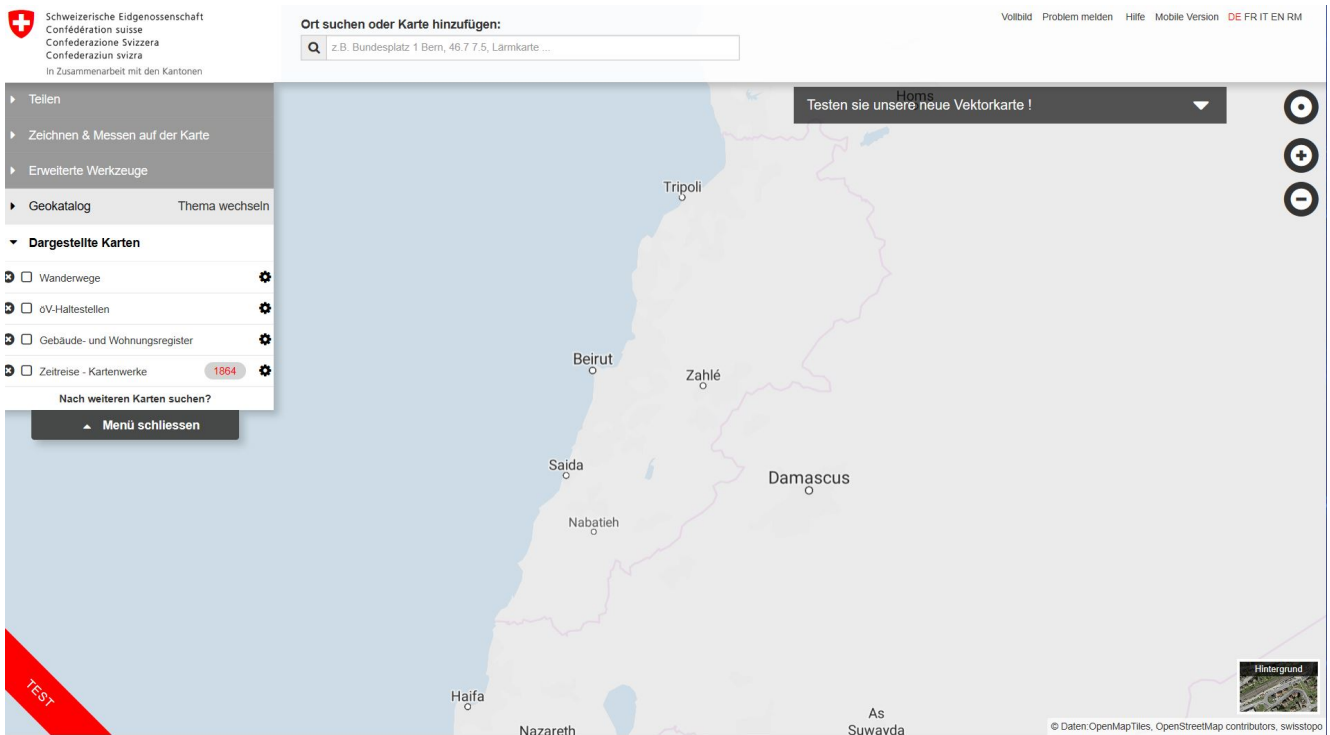 Schweizerische Eidgenossenschaft
Confédération suisse
Confederazione Svizzera
Confederaziun svizra
In Zusammenarbeit mit den Kantonen
Ort suchen oder Karte hinzufügen:
z.B. Bundesplatz 1 Bern, 46.7 7.5, Lärmkarte ...
Vollbild Problem melden Hilfe Mobile Version DE FR IT EN RM
Teilen
Zeichnen & Messen auf der Karte
Erweiterte Werkzeuge
Geokatalog Thema wechseln
Dargestellte Karten
Wanderwege
öV-Haltestellen
Gebäude- und Wohnungsregister
Zeitreise - Kartenwerke 1864
Nach weiteren Karten suchen?
Menü schliessen
Homs
Testen sie unsere neue Vektorkarte !
Tripoli
Beirut
Zahlé
Saida
Damascus
Nabatieh
Haifa
Nazareth
As
Suwayda
TEST
Hintergrund
© Daten:OpenMapTiles, OpenStreetMap contributors, swisstopo